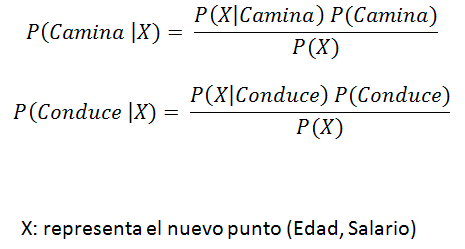 P(Camina |X) = P(X|Camina) P(Camina) / P(X)
P(Conduce |X) = P(X|Conduce) P(Conduce) / P(X)
X: representa el nuevo punto (Edad, Salario)